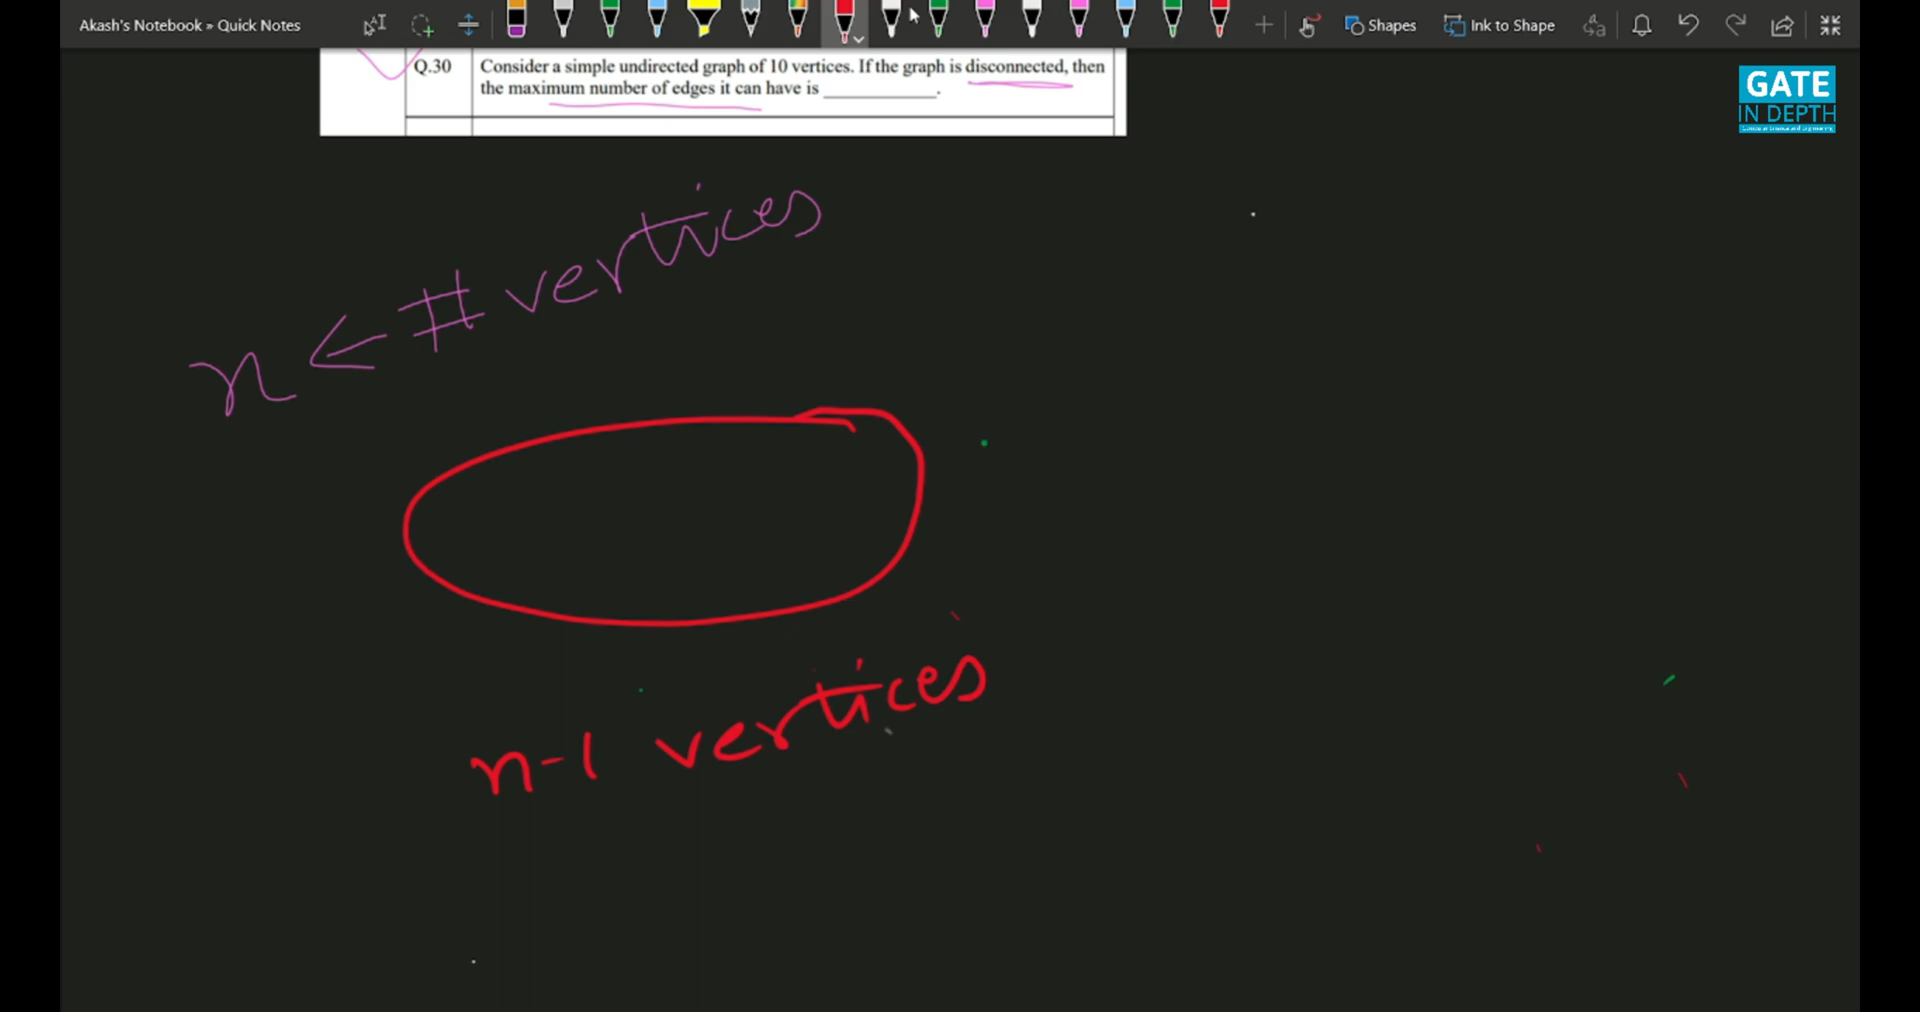 Akash's Notebook » Quick Notes
Shapes
Ink to Shape
GATE
IN DEPTH
Q.30 Consider a simple undirected graph of 10 vertices. If the graph is disconnected, then
the maximum number of edges it can have is ____________.
n ← # vertices
n-1 vertices